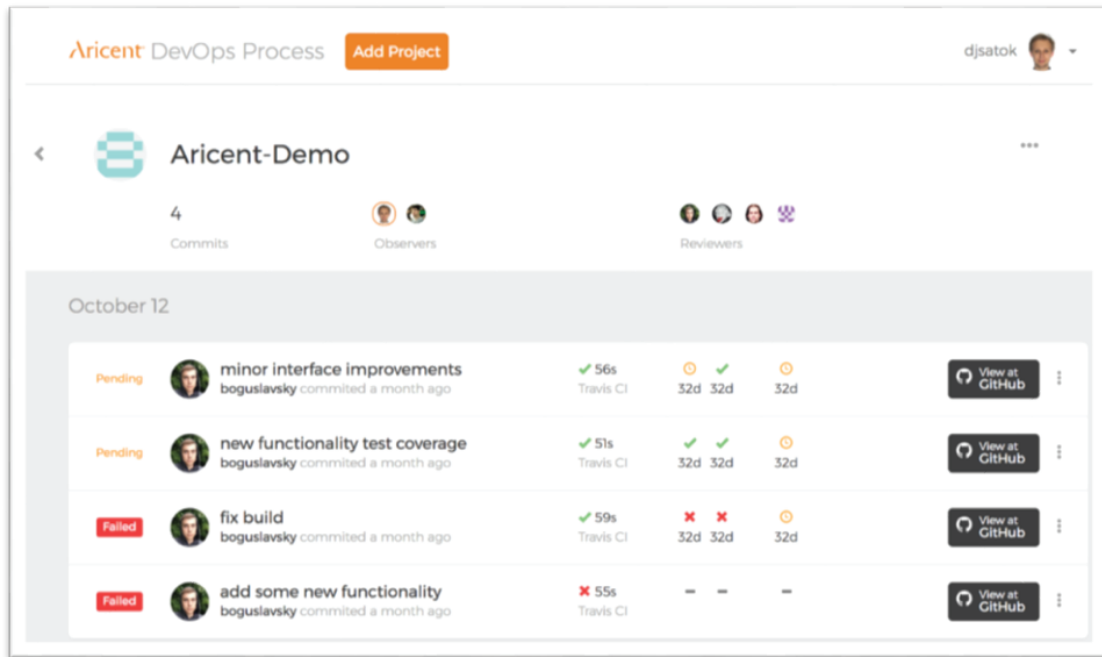 Aricent DevOps Process Add Project djsatok
Aricent-Demo
4
Commits Observers Reviewers
October 12
Pending minor interface improvements 56s View at
boguslavsky commited a month ago Travis CI 32d 32d 32d GitHub
Pending new functionality test coverage 51s View at
boguslavsky commited a month ago Travis CI 32d 32d 32d GitHub
Failed fix build 59s View at
boguslavsky commited a month ago Travis CI 32d 32d 32d GitHub
Failed add some new functionality 55s View at
boguslavsky commited a month ago Travis CI GitHub